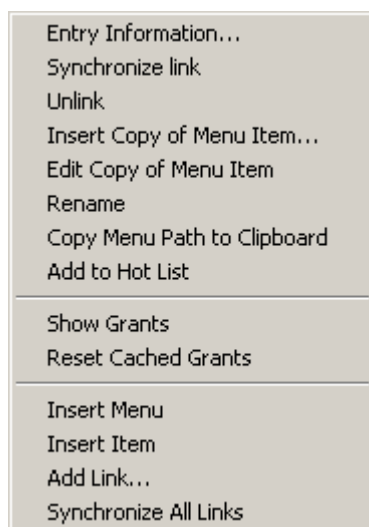 Entry Information...
Synchronize link
Unlink
Insert Copy of Menu Item...
Edit Copy of Menu Item
Rename
Copy Menu Path to Clipboard
Add to Hot List
Show Grants
Reset Cached Grants
Insert Menu
Insert Item
Add Link...
Synchronize All Links